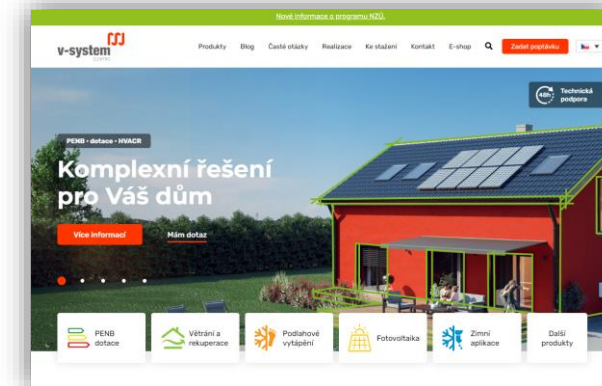 Nové informace o programu NZÚ.
v-system
Produkty Blog Časté otázky Realizace Ke stažení Kontakt E-shop Zadat poptávku
48h
Technická
podpora
PENB - dotace - HVACR
Komplexní řešení
pro Váš dům
Více informací Mám dotaz
PENB
dotace
Větrání a
rekuperace
Podlahové
vytápění
Fotovoltaika
Zimní
aplikace
Další
produkty